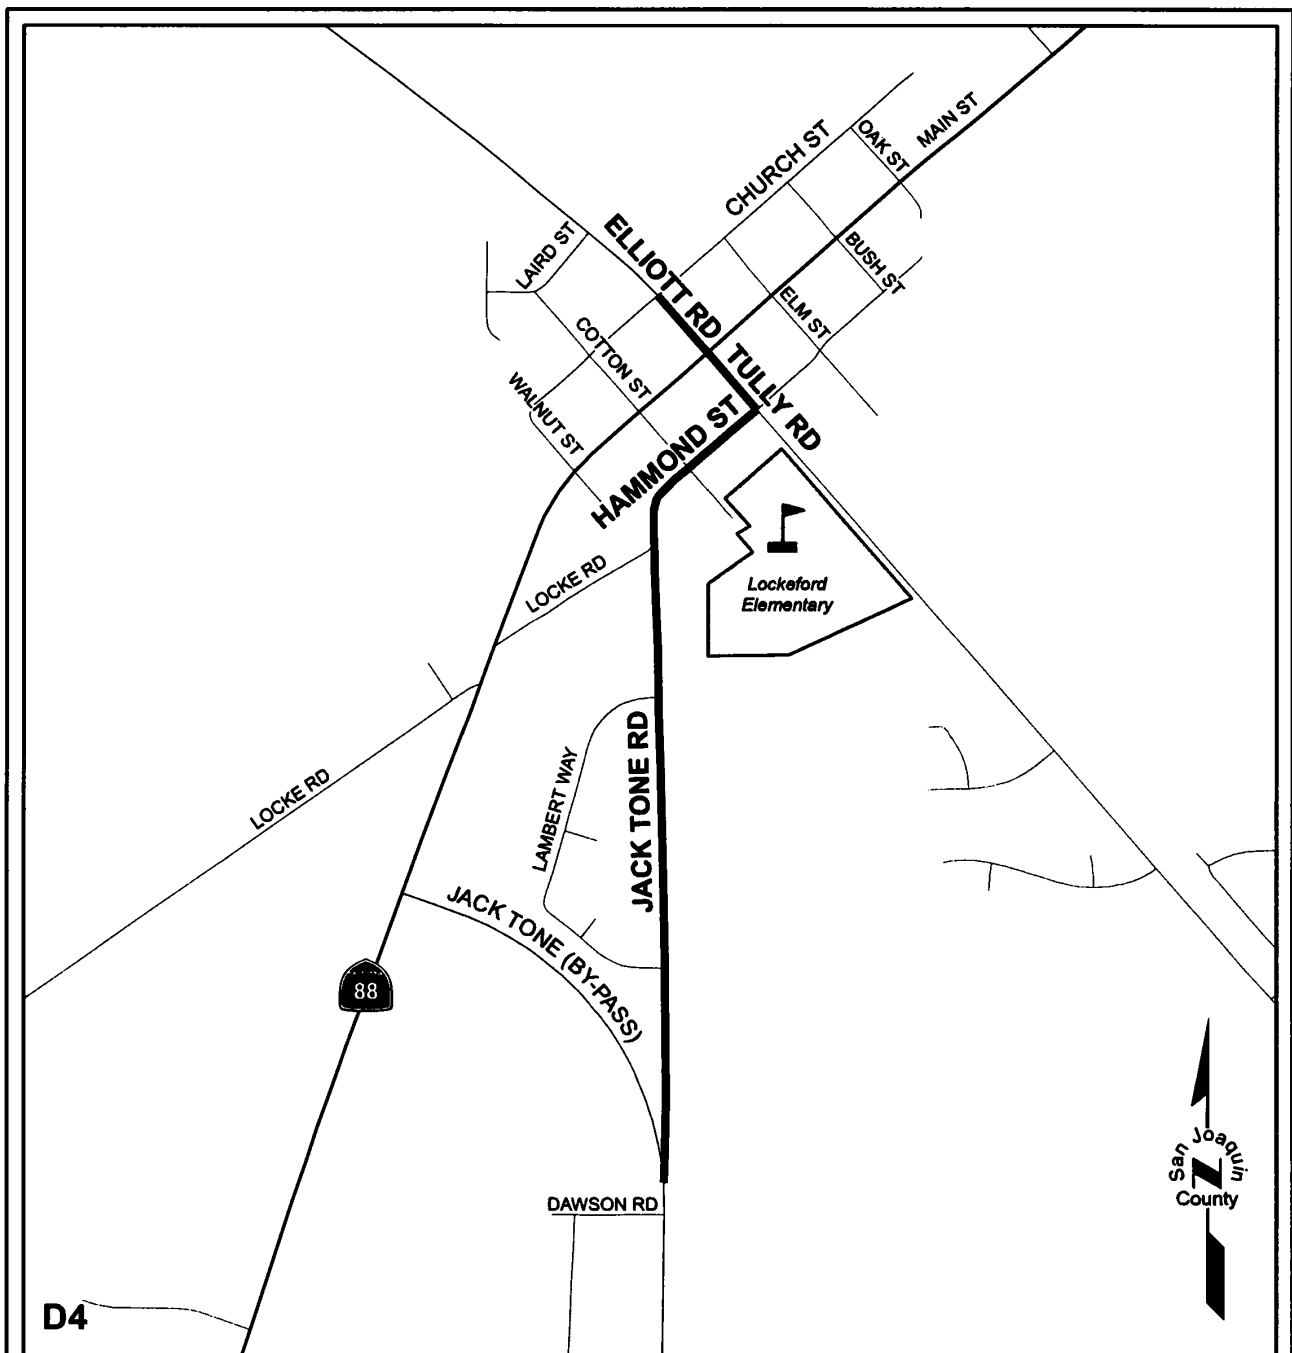 MAIN ST
OAK ST
CHURCH ST
BUSH ST
ELLIOTT RD
LAIRD ST
ELM ST
COTTON ST
TULLY RD
WALNUT ST
HAMMOND ST
LOCKE RD
Lockeford
Elementary
JACK TONE RD
LAMBERT WAY
LOCKE RD
JACK TONE (BY-PASS)
88
San Joaquin
County
DAWSON RD
D4